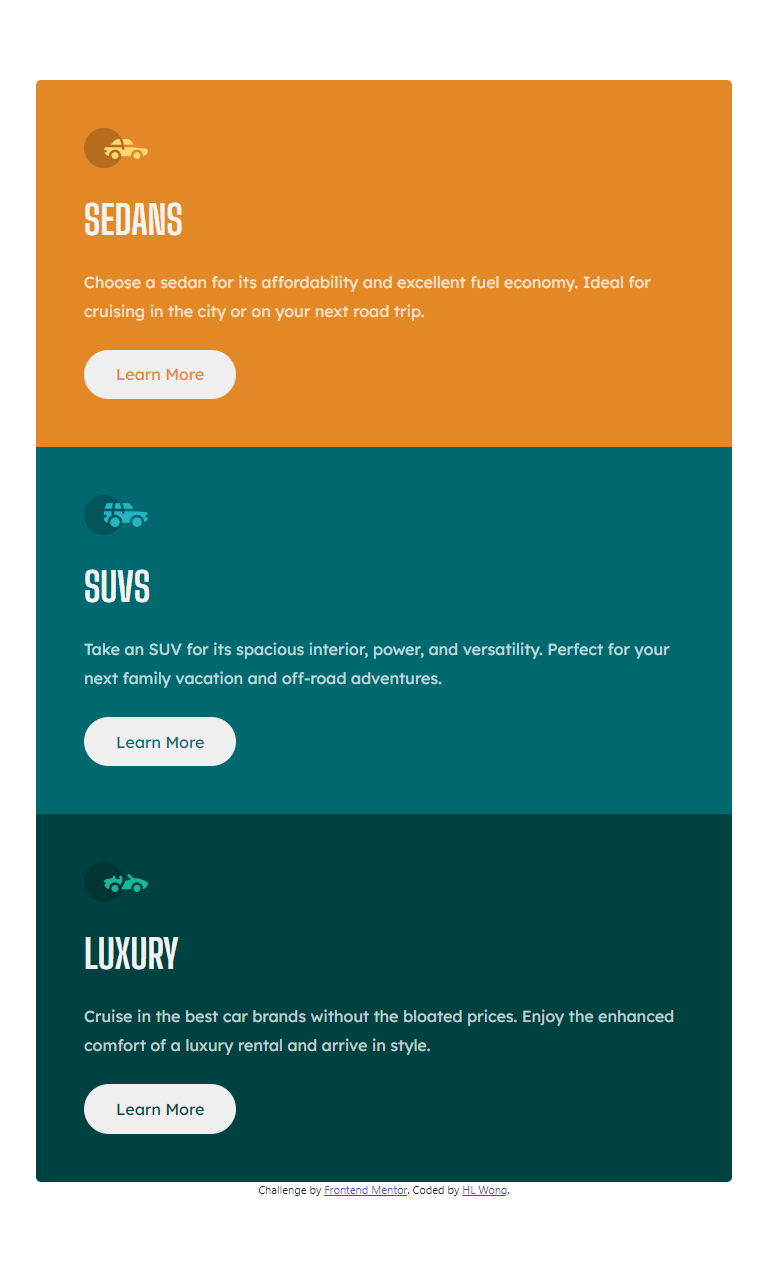 SEDANS
Choose a sedan for its affordability and excellent fuel economy. Ideal for
cruising in the city or on your next road trip.
Learn More
SUVS
Take an SUV for its spacious interior, power, and versatility. Perfect for your
next family vacation and off-road adventures.
Learn More
LUXURY
Cruise in the best car brands without the bloated prices. Enjoy the enhanced
comfort of a luxury rental and arrive in style.
Learn More
Challenge by Frontend Mentor. Coded by HL Wong.